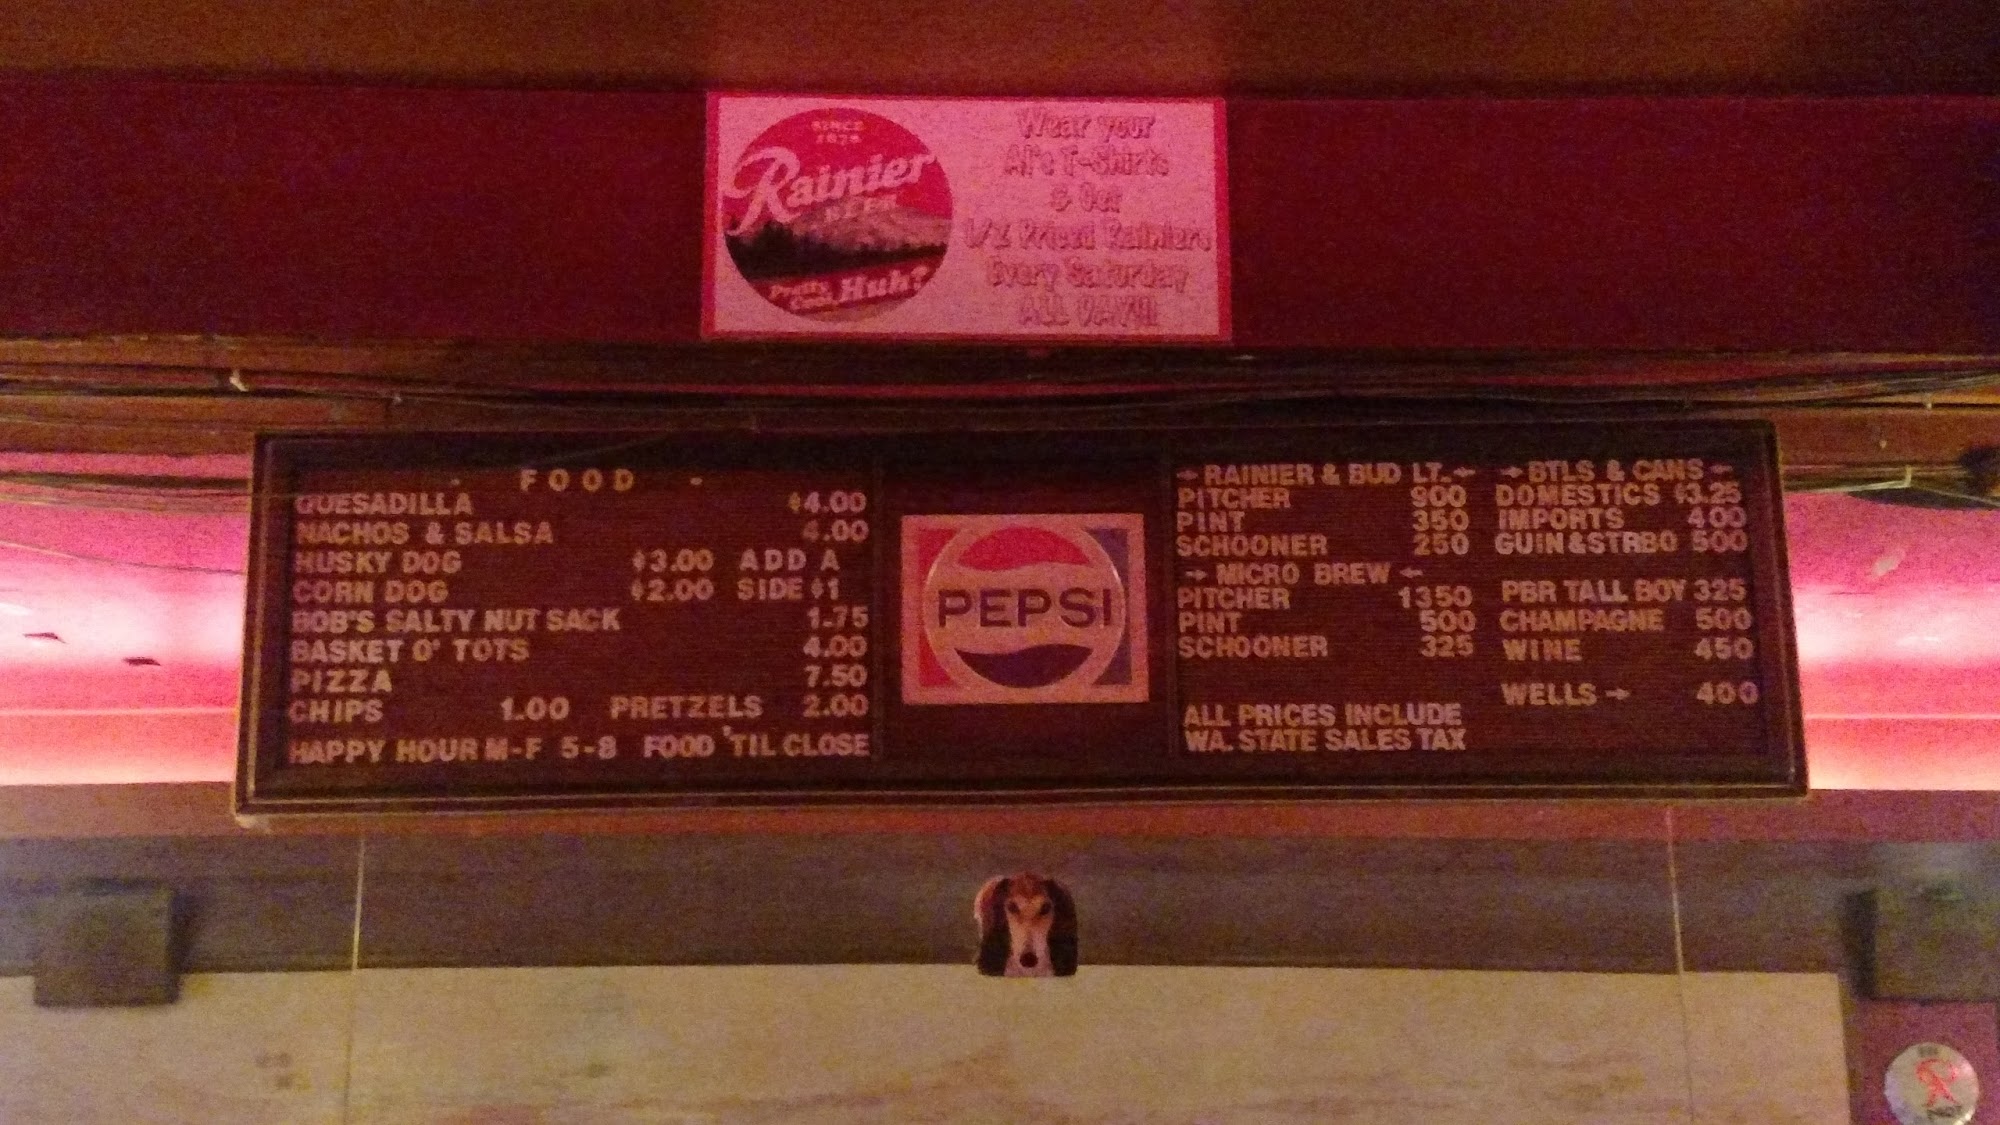 SINCE
1878
Rainier
BEER
Pretty
Cool, Huh?
Wear your
Al's T-Shirts
& Get
1/2 Priced Rainiers
Every Saturday
ALL DAY!!!
- FOOD -
QUESADILLA $4.00
NACHOS & SALSA 4.00
HUSKY DOG $3.00 ADD A
CORN DOG $2.00 SIDE $1
BOB'S SALTY NUT SACK 1.75
BASKET O' TOTS 4.00
PIZZA 7.50
CHIPS 1.00 PRETZELS 2.00
HAPPY HOUR M-F 5-8 FOOD 'TIL CLOSE
PEPSI
→RAINIER & BUD LT.←
PITCHER 900
PINT 350
SCHOONER 250
→ MICRO BREW ←
PITCHER 1350
PINT 500
SCHOONER 325
ALL PRICES INCLUDE
WA. STATE SALES TAX
→BTLS & CANS←
DOMESTICS $3.25
IMPORTS 400
GUIN&STRBO 500
PBR TALL BOY 325
CHAMPAGNE 500
WINE 450
WELLS→ 400